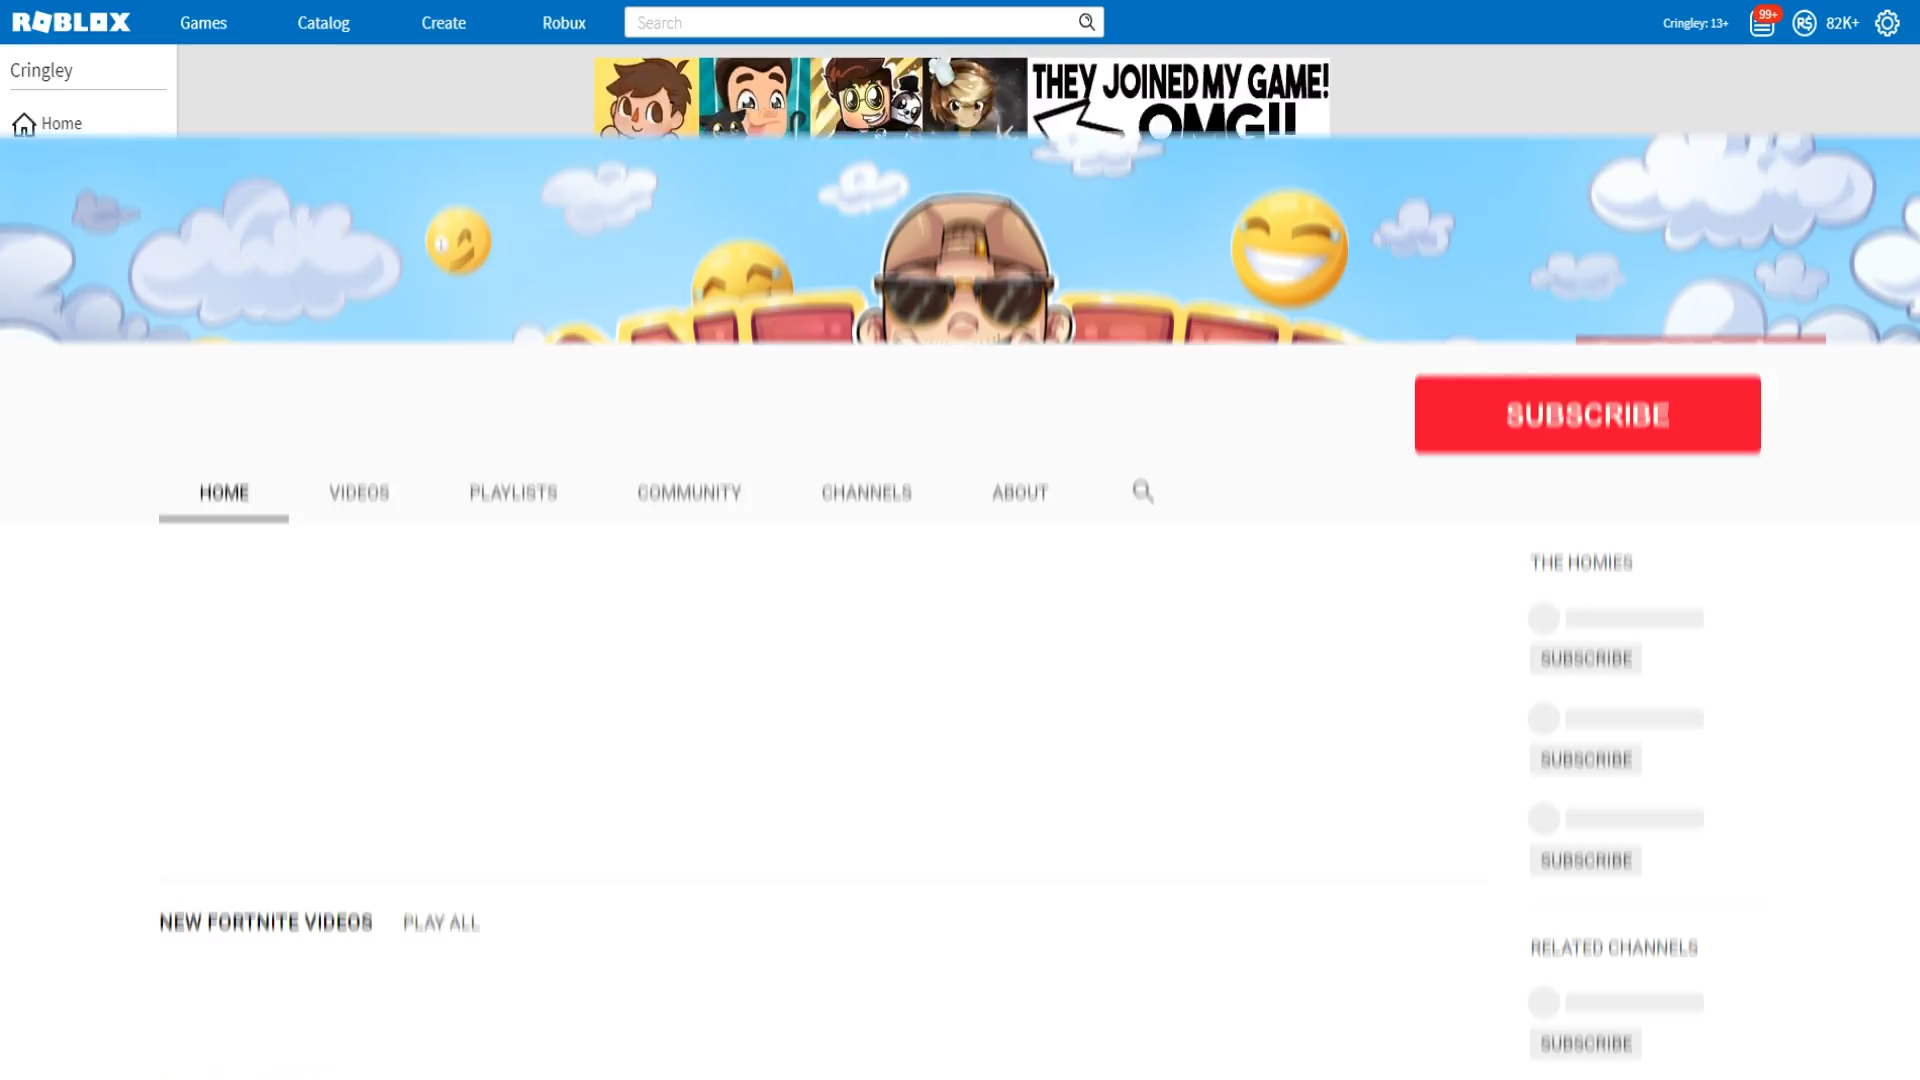 ROBLOX Games Catalog Create Robux Search Cringley: 13+ 99+ R$ 82K+
Cringley
Home
THEY JOINED MY GAME!
OMG!!
SUBSCRIBE
HOME VIDEOS PLAYLISTS COMMUNITY CHANNELS ABOUT
THE HOMIES
SUBSCRIBE
SUBSCRIBE
SUBSCRIBE
NEW FORTNITE VIDEOS PLAY ALL
RELATED CHANNELS
SUBSCRIBE